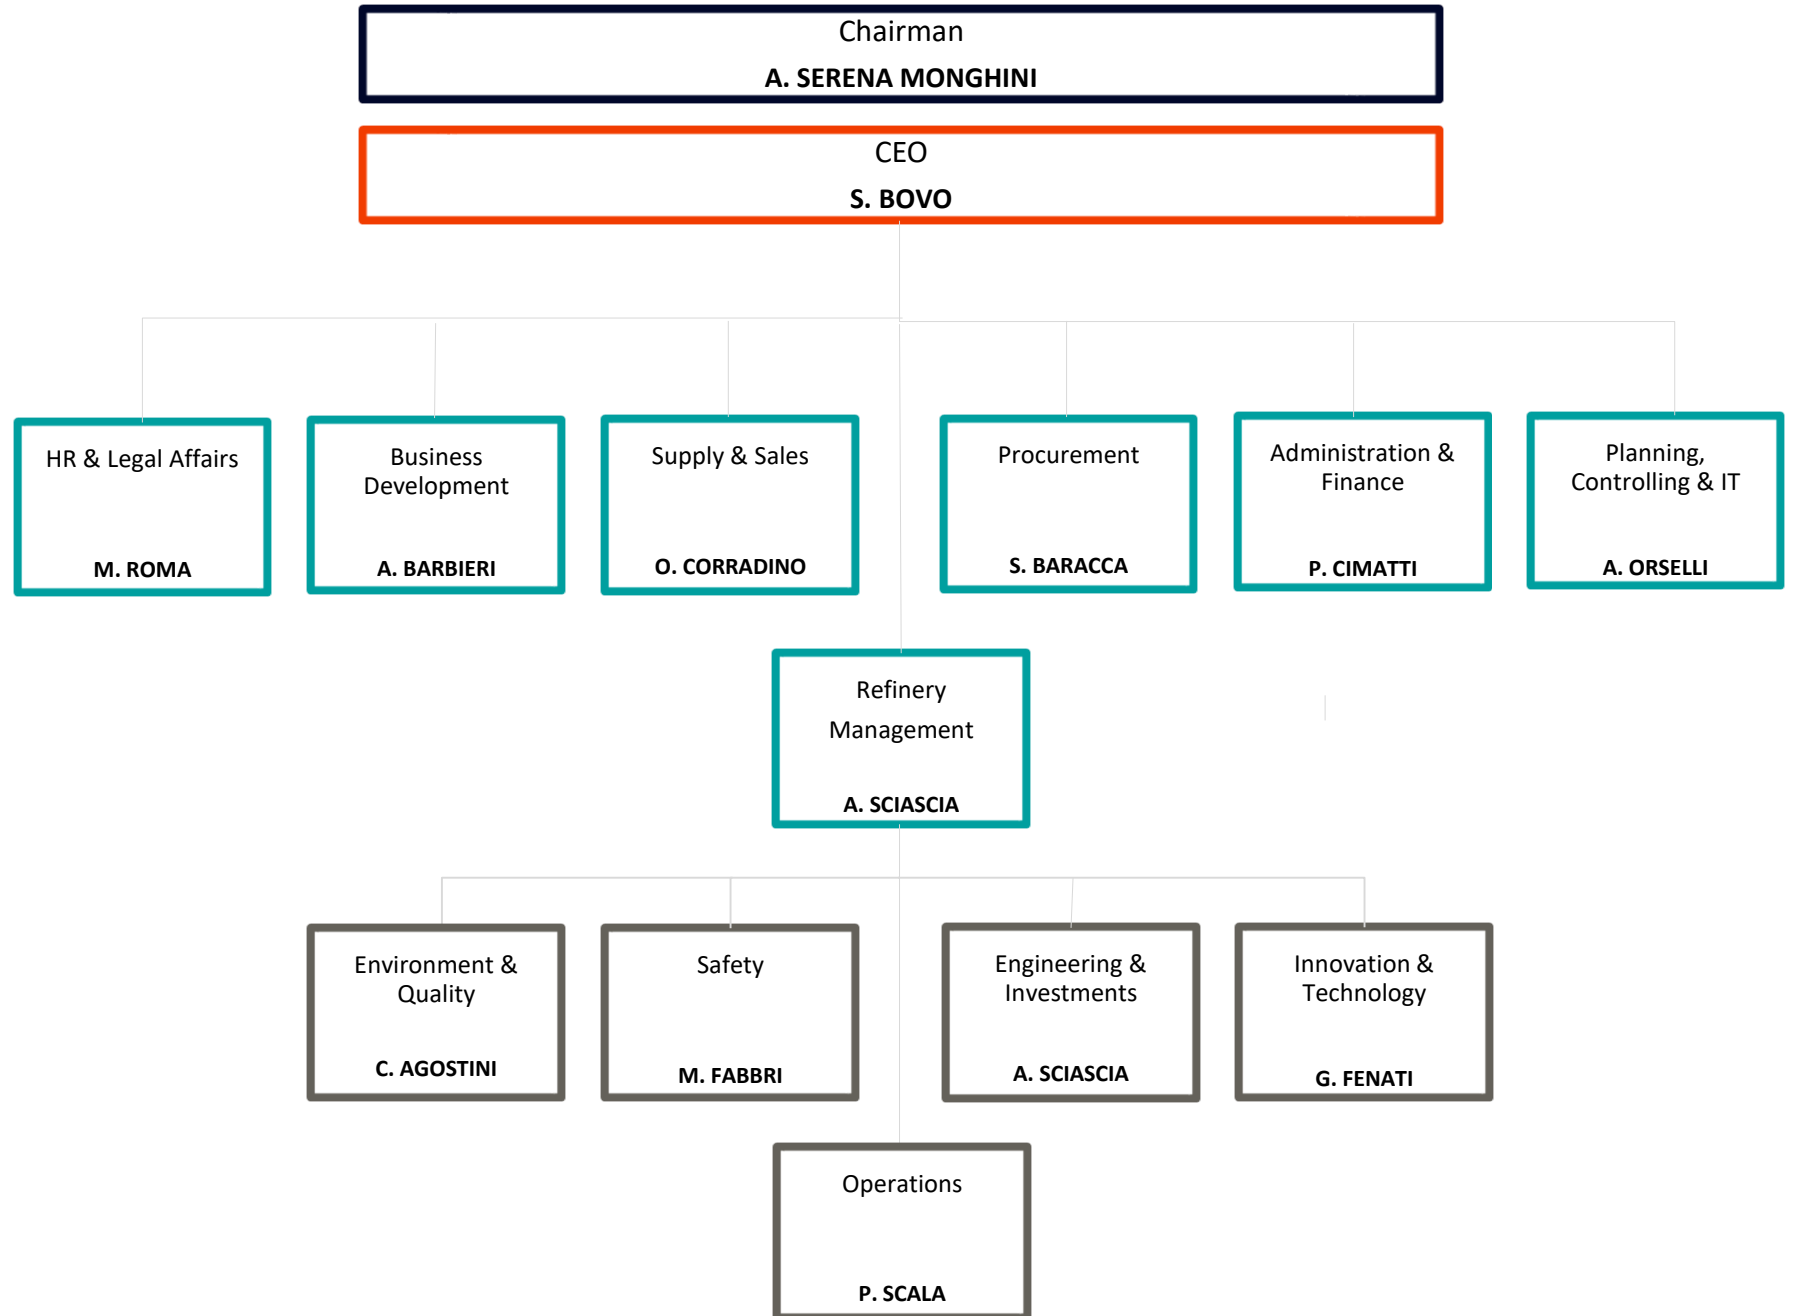 Chairman
A. SERENA MONGHINI
CEO
S. BOVO
HR & Legal Affairs
M. ROMA
Business
Development
A. BARBIERI
Supply & Sales
O. CORRADINO
Procurement
S. BARACCA
Administration &
Finance
P. CIMATTI
Planning,
Controlling & IT
A. ORSELLI
Refinery
Management
A. SCIASCIA
Environment &
Quality
C. AGOSTINI
Safety
M. FABBRI
Engineering &
Investments
A. SCIASCIA
Innovation &
Technology
G. FENATI
Operations
P. SCALA